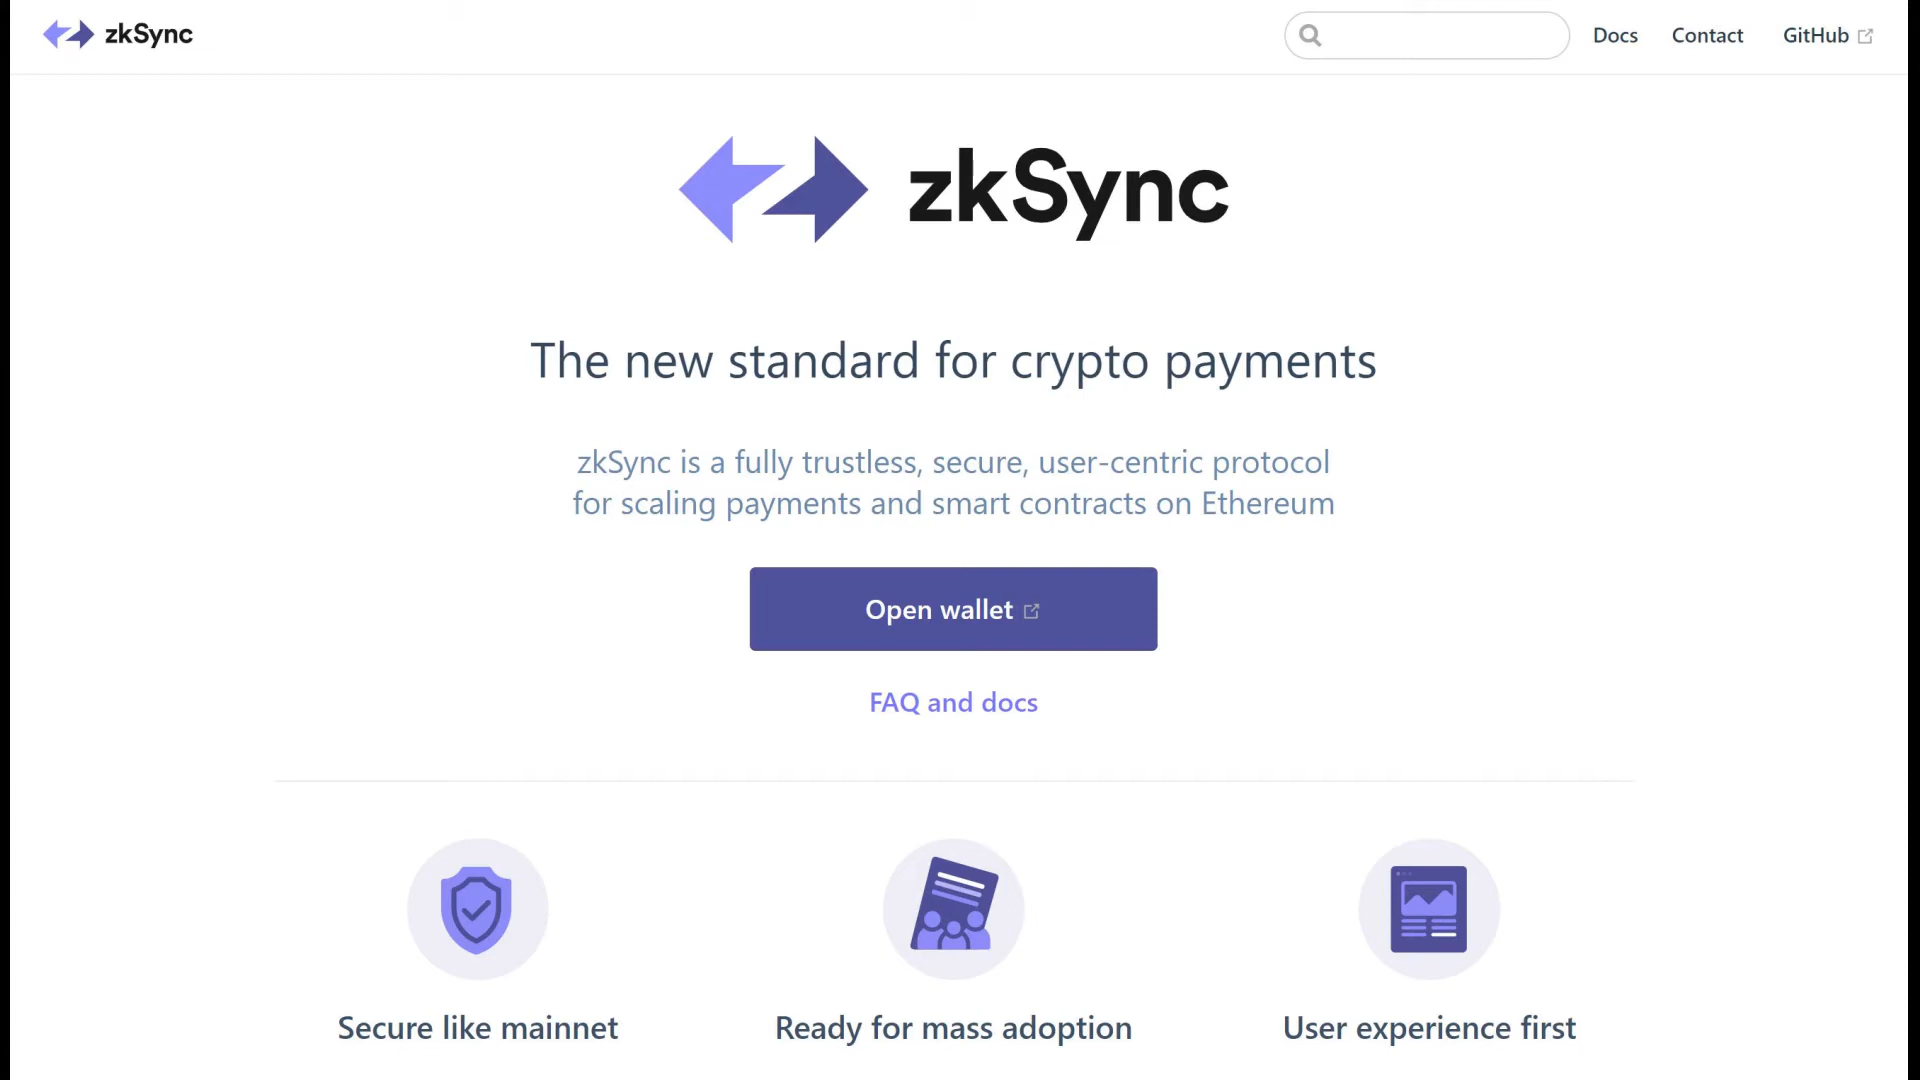 zkSync
Docs
Contact
GitHub
zkSync
The new standard for crypto payments
zkSync is a fully trustless, secure, user-centric protocol
for scaling payments and smart contracts on Ethereum
Open wallet
FAQ and docs
Secure like mainnet
Ready for mass adoption
User experience first